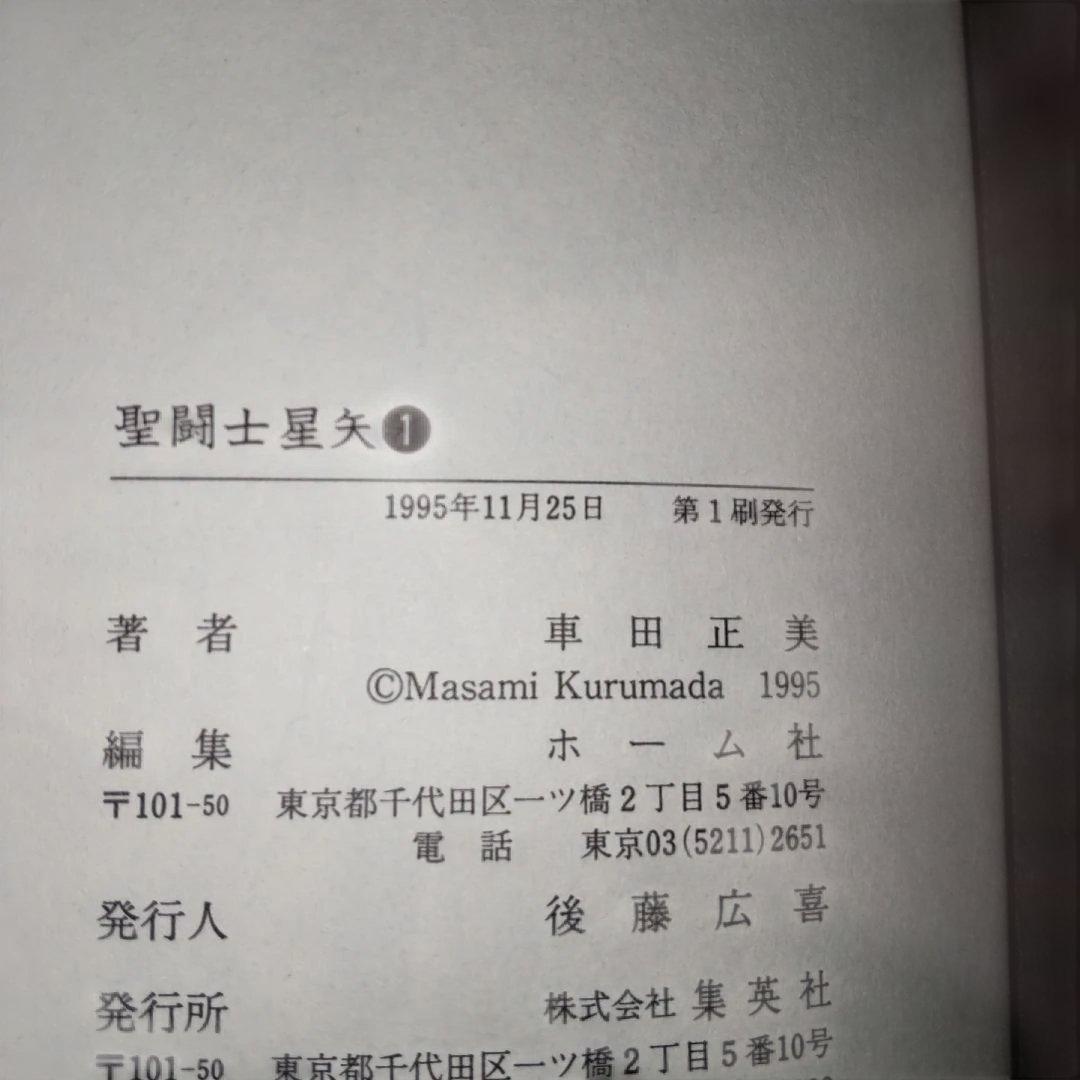 聖闘士星矢❶
1995年11月25日 第1刷発行
著者 車田正美
©Masami Kurumada 1995
編集 ホーム社
〒101-50 東京都千代田区一ツ橋2丁目5番10号
電話 東京03(5211)2651
発行人 後藤広喜
発行所 株式会社 集英社
〒101-50 東京都千代田区一ツ橋2丁目5番10号